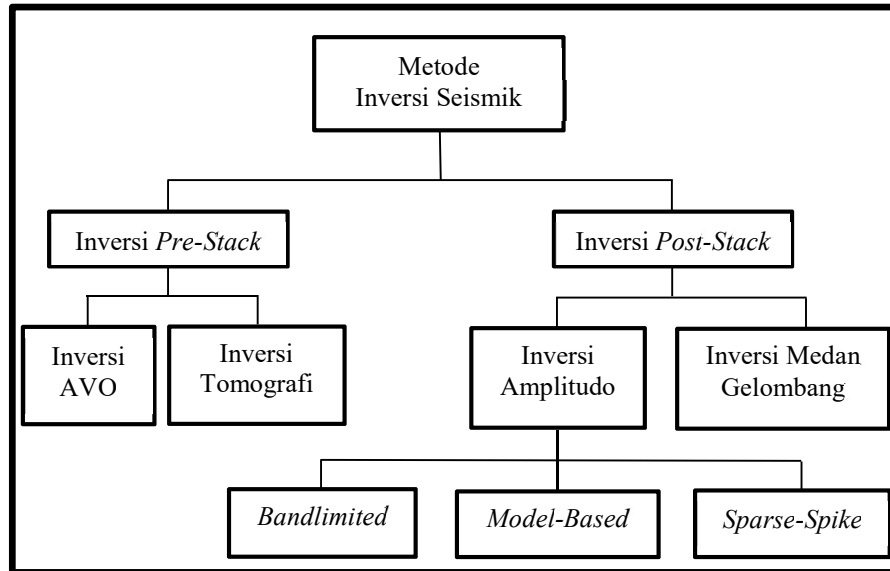 Metode
Inversi Seismik
Inversi Pre-Stack
Inversi Post-Stack
Inversi
AVO
Inversi
Tomografi
Inversi
Amplitudo
Inversi Medan
Gelombang
Bandlimited
Model-Based
Sparse-Spike